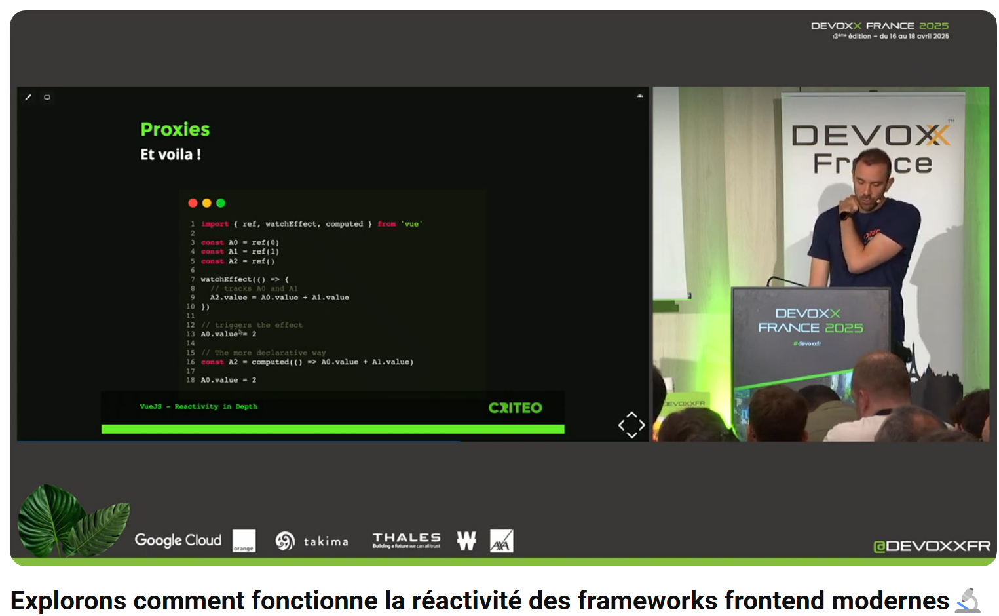 DEVOXX FRANCE 2025
13ème édition – du 16 au 18 avril 2025
Proxies
Et voila !
1 import { ref, watchEffect, computed } from 'vue'
2
3 const A0 = ref(0)
4 const A1 = ref(1)
5 const A2 = ref()
6
7 watchEffect(() => {
8 // tracks A0 and A1
9 A2.value = A0.value + A1.value
10 })
11
12 // triggers the effect
13 A0.value = 2
14
15 // The more declarative way
16 const A2 = computed(() => A0.value + A1.value)
17
18 A0.value = 2
VueJS - Reactivity in Depth
CRITEO
DEVOXX™
France
DEVOXX
FRANCE 2025
#devoxxfr
DEVOXXFR
Google Cloud
orange
takima
THALES
Building a future we can all trust
W
AXA
@DEVOXXFR
Explorons comment fonctionne la réactivité des frameworks frontend modernes